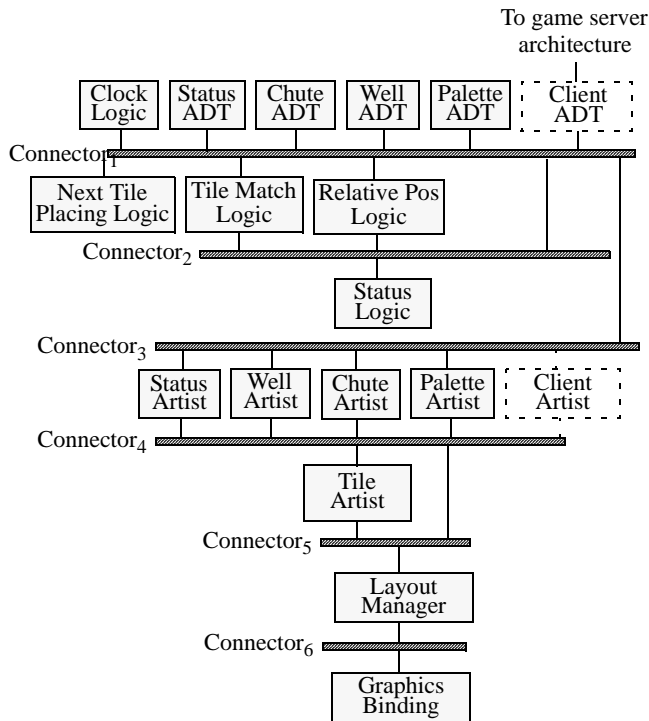 To game server
architecture
Clock
Logic
Status
ADT
Chute
ADT
Well
ADT
Palette
ADT
Client
ADT
Connector1
Next Tile
Placing Logic
Tile Match
Logic
Relative Pos
Logic
Connector2
Status
Logic
Connector3
Status
Artist
Well
Artist
Chute
Artist
Palette
Artist
Client
Artist
Connector4
Tile
Artist
Connector5
Layout
Manager
Connector6
Graphics
Binding